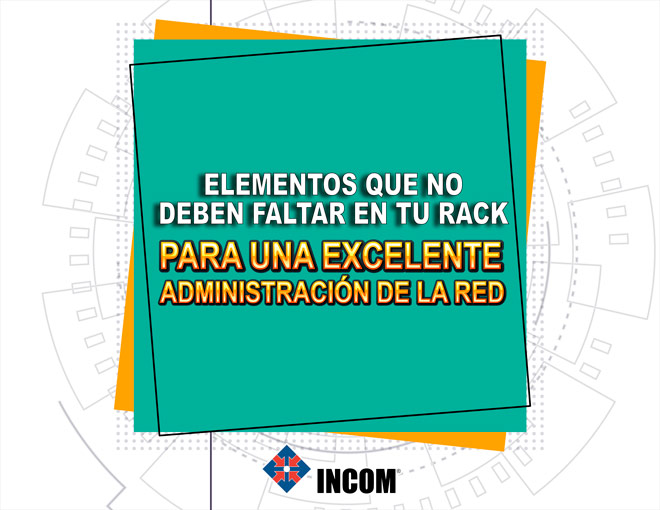 ELEMENTOS QUE NO
DEBEN FALTAR EN TU RACK
PARA UNA EXCELENTE
ADMINISTRACIÓN DE LA RED
INCOM®